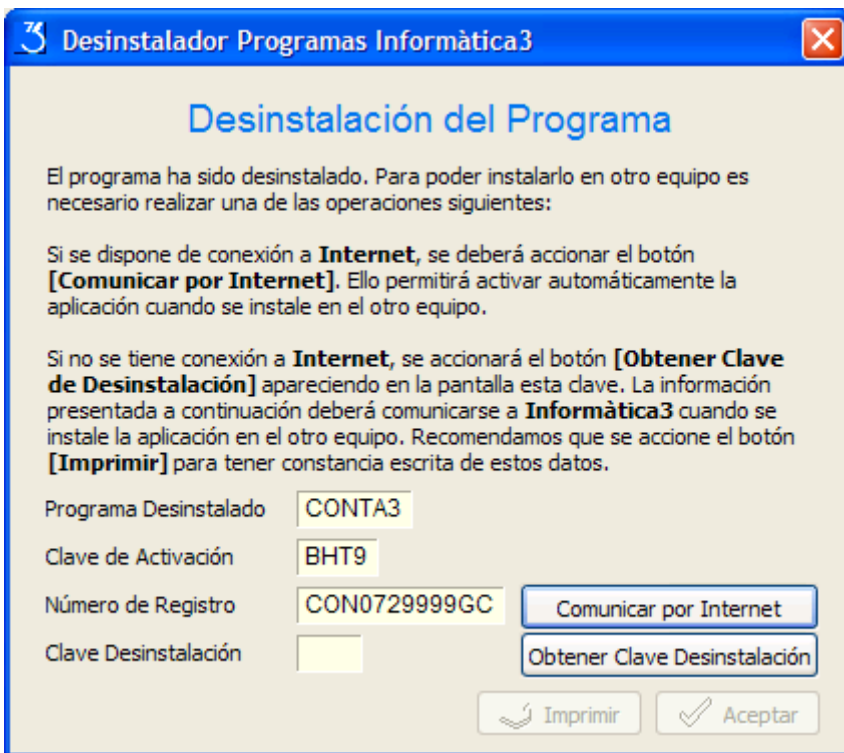 Desinstalador Programas Informàtica3
Desinstalación del Programa
El programa ha sido desinstalado. Para poder instalarlo en otro equipo es
necesario realizar una de las operaciones siguientes:
Si se dispone de conexión a Internet, se deberá accionar el botón
[Comunicar por Internet]. Ello permitirá activar automáticamente la
aplicación cuando se instale en el otro equipo.
Si no se tiene conexión a Internet, se accionará el botón [Obtener Clave
de Desinstalación] apareciendo en la pantalla esta clave. La información
presentada a continuación deberá comunicarse a Informàtica3 cuando se
instale la aplicación en el otro equipo. Recomendamos que se accione el botón
[Imprimir] para tener constancia escrita de estos datos.
Programa Desinstalado CONTA3
Clave de Activación BHT9
Número de Registro CON0729999GC Comunicar por Internet
Clave Desinstalación Obtener Clave Desinstalación
Imprimir Aceptar